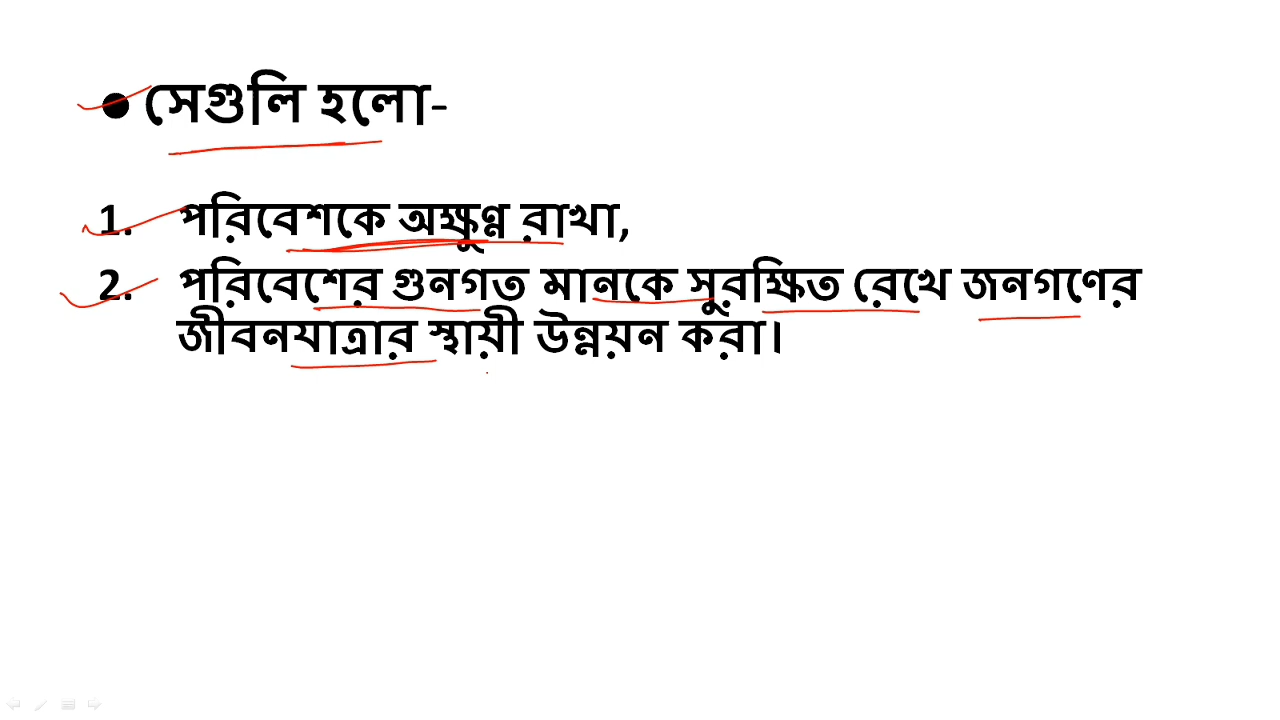 ● সেগুলি হলো-
1. পরিবেশকে অক্ষুণ্ণ রাখা,
2. পরিবেশের গুনগত মানকে সুরক্ষিত রেখে জনগণের
জীবনযাত্রার স্থায়ী উন্নয়ন করা।